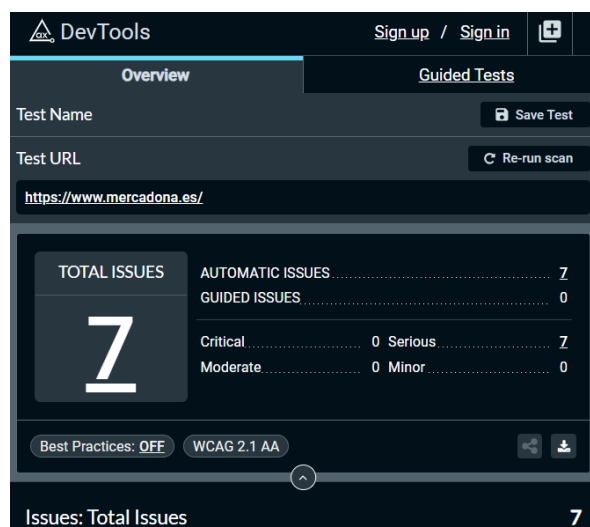 ax DevTools
Sign up / Sign in
Overview
Guided Tests
Test Name
Save Test
Test URL
Re-run scan
https://www.mercadona.es/
TOTAL ISSUES
7
AUTOMATIC ISSUES 7
GUIDED ISSUES 0
Critical 0 Serious 7
Moderate 0 Minor 0
Best Practices: OFF
WCAG 2.1 AA
Issues: Total Issues 7